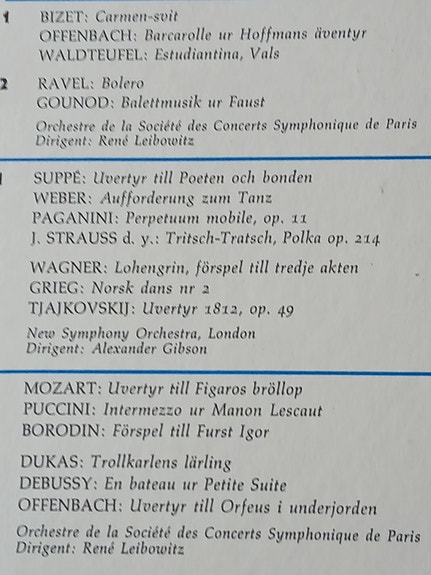 1 BIZET: Carmen-svit
OFFENBACH: Barcarolle ur Hoffmans äventyr
WALDTEUFEL: Estudiantina, Vals
2 RAVEL: Bolero
GOUNOD: Balettmusik ur Faust
Orchestre de la Société des Concerts Symphonique de Paris
Dirigent: René Leibowitz
1 SUPPÉ: Uvertyr till Poeten och bonden
WEBER: Aufforderung zum Tanz
PAGANINI: Perpetuum mobile, op. 11
J. STRAUSS d. y.: Tritsch-Tratsch, Polka op. 214
WAGNER: Lohengrin, förspel till tredje akten
GRIEG: Norsk dans nr 2
TJAJKOVSKIJ: Uvertyr 1812, op. 49
New Symphony Orchestra, London
Dirigent: Alexander Gibson
MOZART: Uvertyr till Figaros bröllop
PUCCINI: Intermezzo ur Manon Lescaut
BORODIN: Förspel till Furst Igor
DUKAS: Trollkarlens lärling
DEBUSSY: En bateau ur Petite Suite
OFFENBACH: Uvertyr till Orfeus i underjorden
Orchestre de la Société des Concerts Symphonique de Paris
Dirigent: René Leibowitz